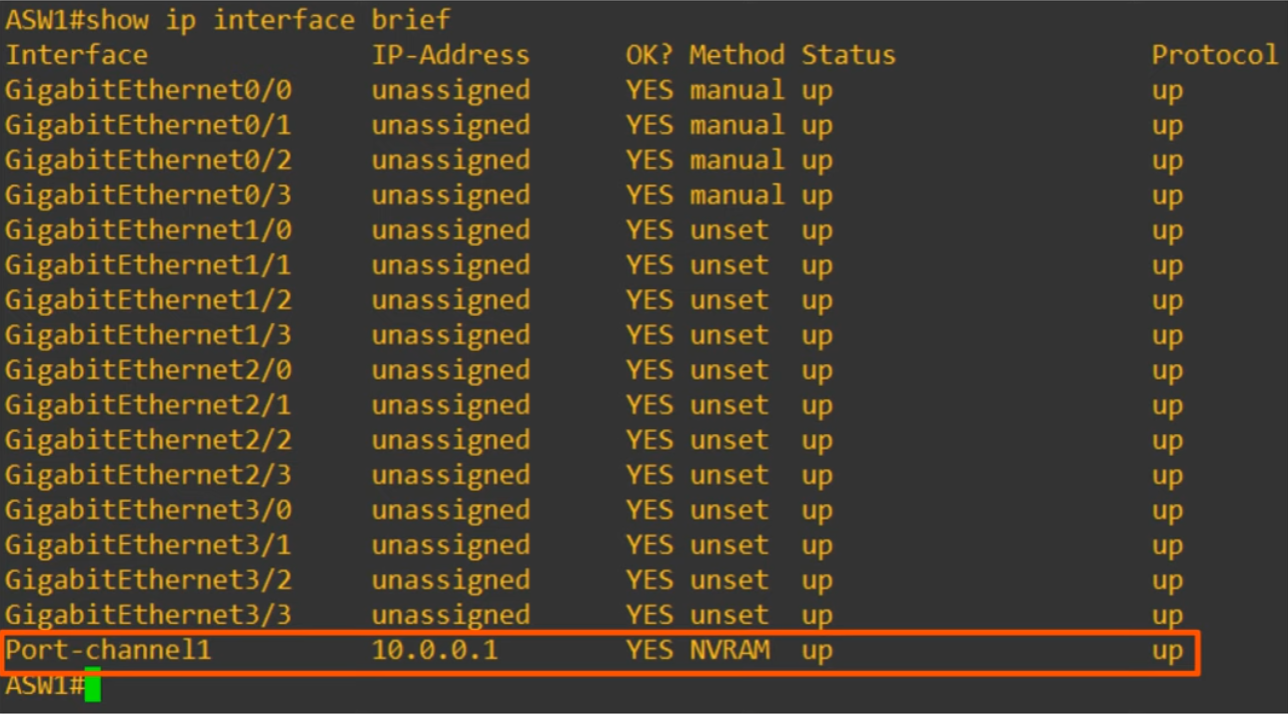 ASW1#show ip interface brief
Interface IP-Address OK? Method Status Protocol
GigabitEthernet0/0 unassigned YES manual up up
GigabitEthernet0/1 unassigned YES manual up up
GigabitEthernet0/2 unassigned YES manual up up
GigabitEthernet0/3 unassigned YES manual up up
GigabitEthernet1/0 unassigned YES unset up up
GigabitEthernet1/1 unassigned YES unset up up
GigabitEthernet1/2 unassigned YES unset up up
GigabitEthernet1/3 unassigned YES unset up up
GigabitEthernet2/0 unassigned YES unset up up
GigabitEthernet2/1 unassigned YES unset up up
GigabitEthernet2/2 unassigned YES unset up up
GigabitEthernet2/3 unassigned YES unset up up
GigabitEthernet3/0 unassigned YES unset up up
GigabitEthernet3/1 unassigned YES unset up up
GigabitEthernet3/2 unassigned YES unset up up
GigabitEthernet3/3 unassigned YES unset up up
Port-channel1 10.0.0.1 YES NVRAM up up
ASW1#